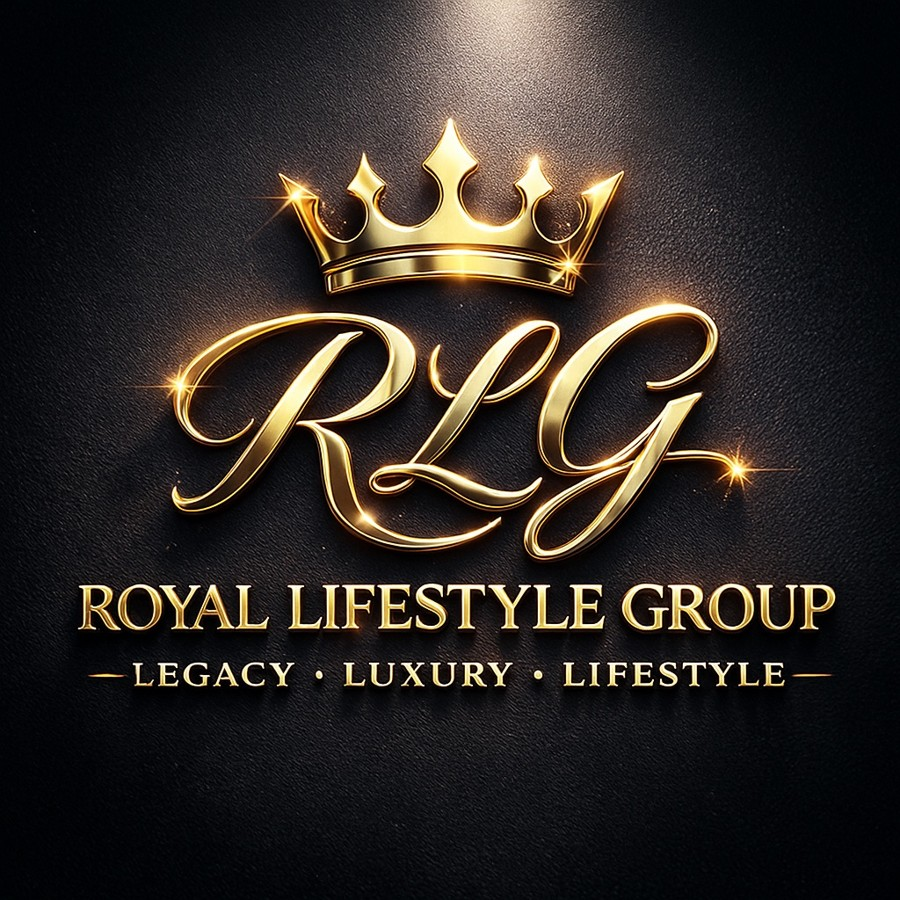 RLG
ROYAL LIFESTYLE GROUP
LEGACY · LUXURY · LIFESTYLE